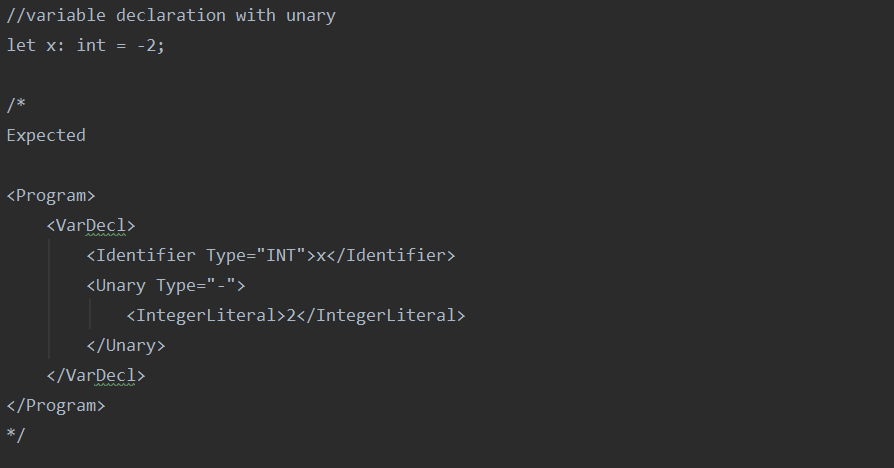 //variable declaration with unary
let x: int = -2;
/*
Expected
<Program>
<VarDecl>
<Identifier Type="INT">x</Identifier>
<Unary Type="-">
<IntegerLiteral>2</IntegerLiteral>
</Unary>
</VarDecl>
</Program>
*/